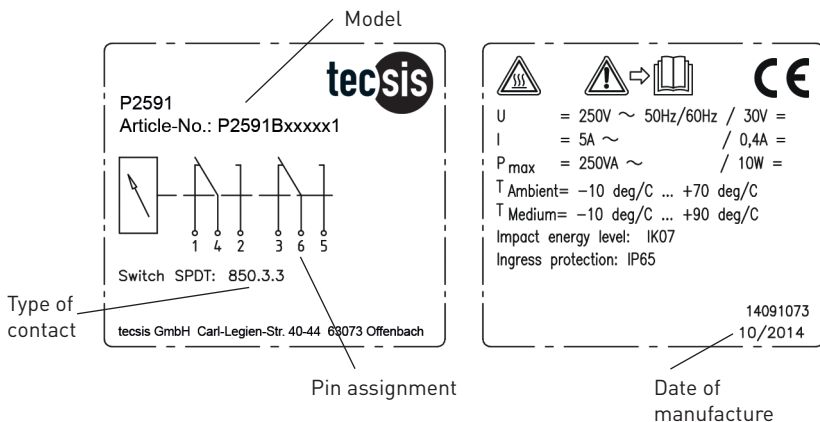 Model
tecsis
P2591
Article-No.: P2591Bxxxxx1
1 4 2 3 6 5
Switch SPDT: 850.3.3
tecsis GmbH Carl-Legien-Str. 40-44 63073 Offenbach
Type of
contact
Pin assignment
CE
U = 250V ~ 50Hz/60Hz / 30V =
I = 5A ~ / 0,4A =
P max = 250VA ~ / 10W =
T Ambient= -10 deg/C ... +70 deg/C
T Medium= -10 deg/C ... +90 deg/C
Impact energy level: IK07
Ingress protection: IP65
14091073
10/2014
Date of
manufacture